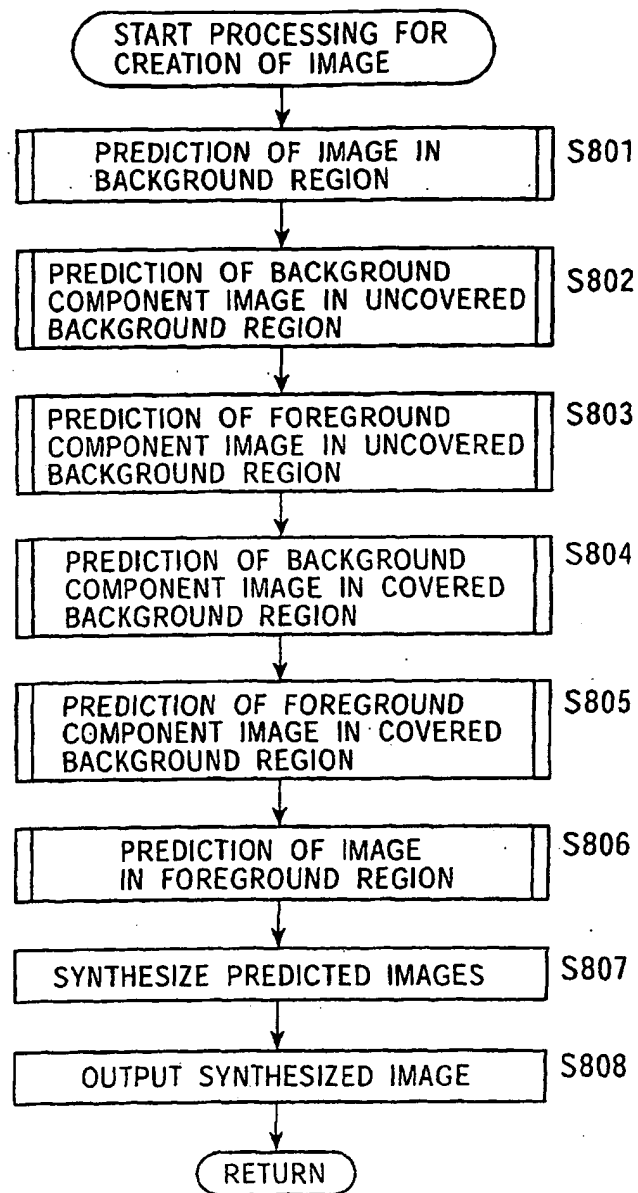 START PROCESSING FOR
CREATION OF IMAGE
PREDICTION OF IMAGE IN
BACKGROUND REGION
S801
PREDICTION OF BACKGROUND
COMPONENT IMAGE IN UNCOVERED
BACKGROUND REGION
S802
PREDICTION OF FOREGROUND
COMPONENT IMAGE IN UNCOVERED
BACKGROUND REGION
S803
PREDICTION OF BACKGROUND
COMPONENT IMAGE IN COVERED
BACKGROUND REGION
S804
PREDICTION OF FOREGROUND
COMPONENT IMAGE IN COVERED
BACKGROUND REGION
S805
PREDICTION OF IMAGE
IN FOREGROUND REGION
S806
SYNTHESIZE PREDICTED IMAGES
S807
OUTPUT SYNTHESIZED IMAGE
S808
RETURN